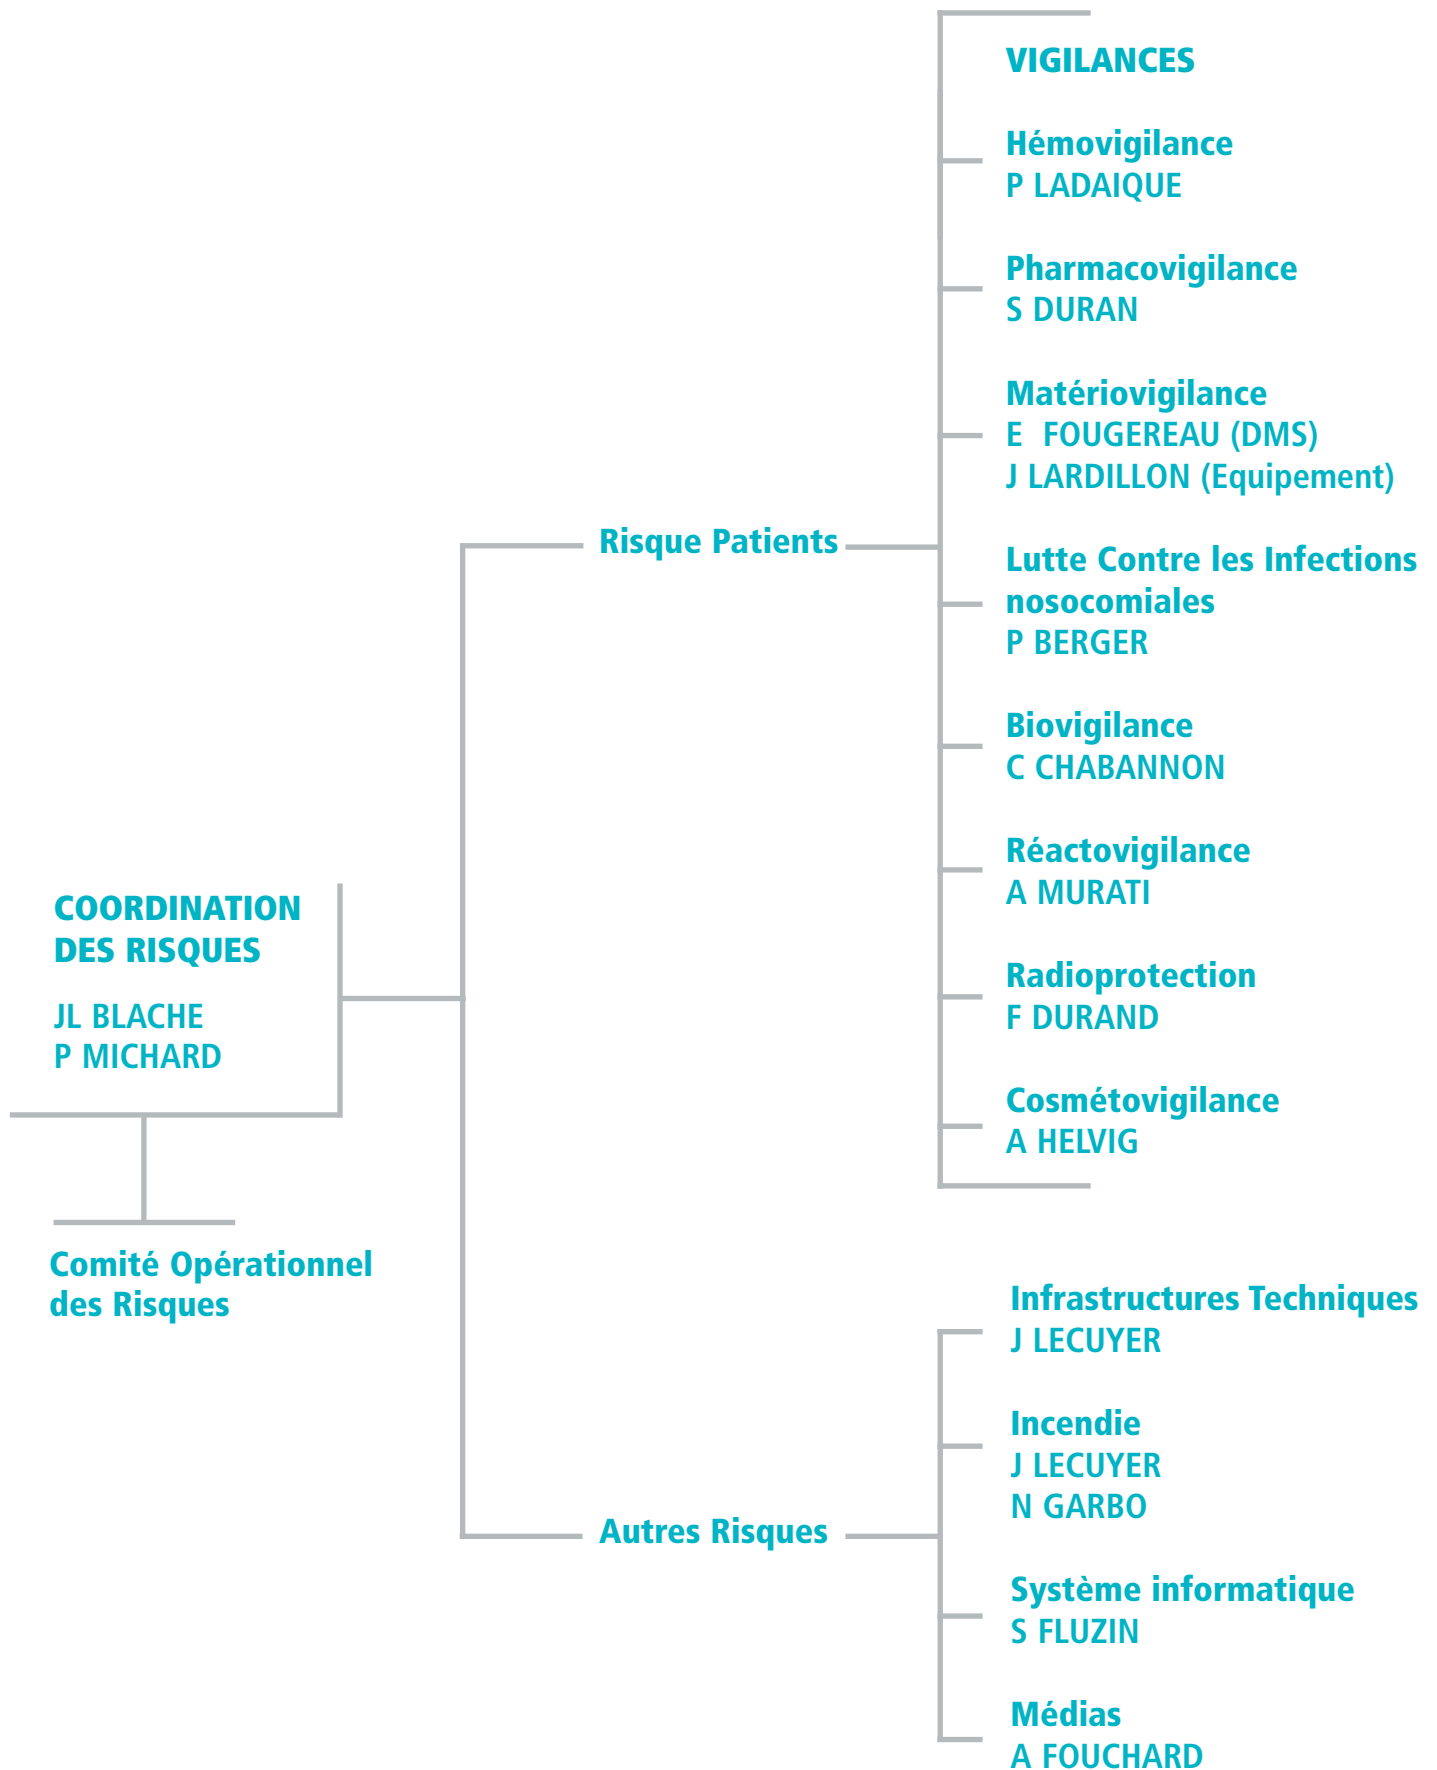 COORDINATION
DES RISQUES
JL BLACHE
P MICHARD
Comité Opérationnel
des Risques
Risque Patients
VIGILANCES
Hémovigilance
P LADAIQUE
Pharmacovigilance
S DURAN
Matériovigilance
E FOUGEREAU (DMS)
J LARDILLON (Equipement)
Lutte Contre les Infections
nosocomiales
P BERGER
Biovigilance
C CHABANNON
Réactovigilance
A MURATI
Radioprotection
F DURAND
Cosmétovigilance
A HELVIG
Autres Risques
Infrastructures Techniques
J LECUYER
Incendie
J LECUYER
N GARBO
Système informatique
S FLUZIN
Médias
A FOUCHARD